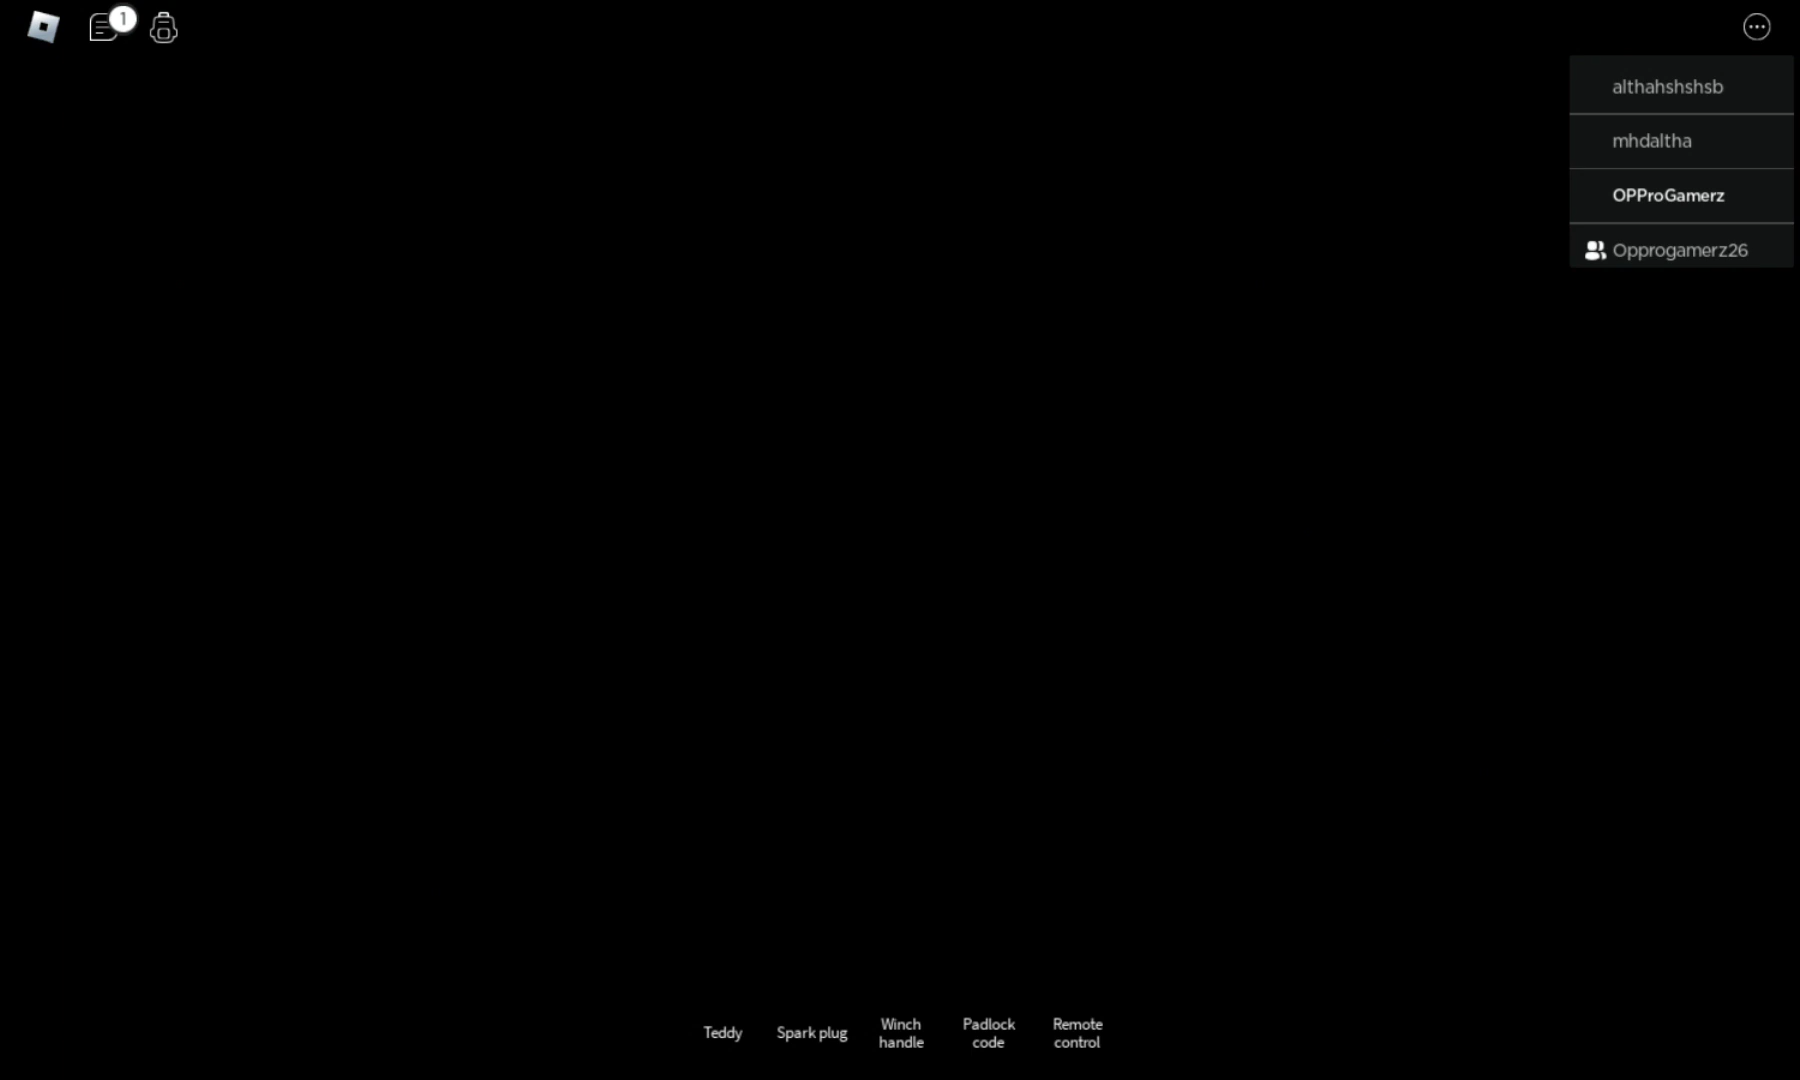 1
althahshshsb
mhdaltha
OPProGamerz
Opprogamerz26
Teddy
Spark plug
Winch
handle
Padlock
code
Remote
control